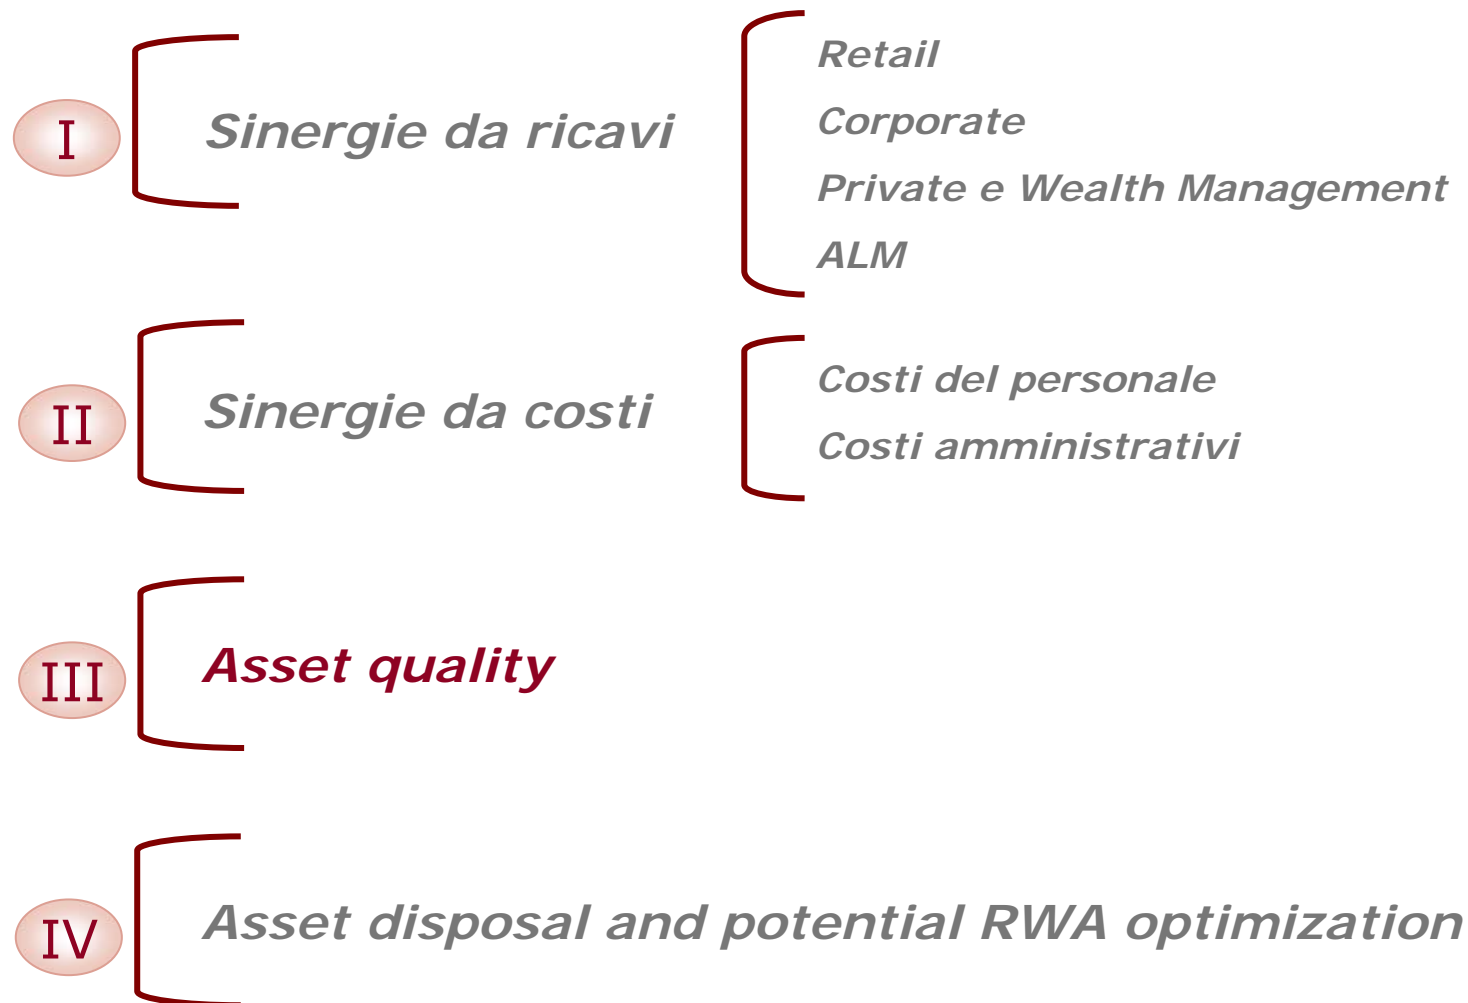 I
Sinergie da ricavi
Retail
Corporate
Private e Wealth Management
ALM
II
Sinergie da costi
Costi del personale
Costi amministrativi
III
Asset quality
IV
Asset disposal and potential RWA optimization